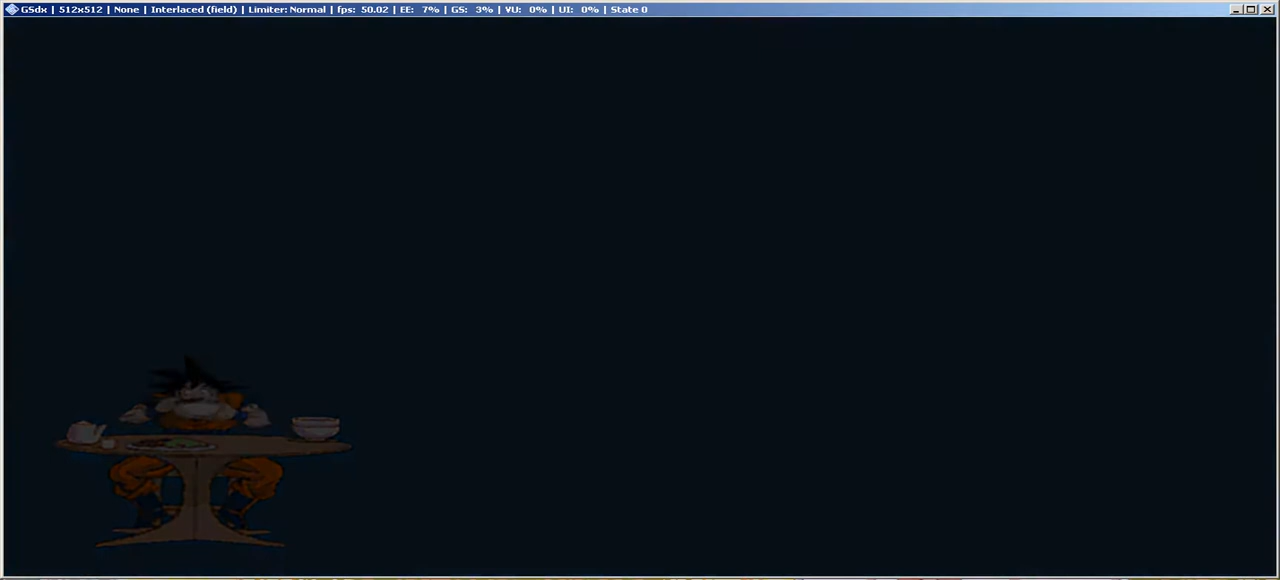 GSdx | 512x512 | None | Interlaced (field) | Limiter: Normal | fps: 50.02 | EE: 7% | GS: 3% | VU: 0% | UI: 0% | State 0